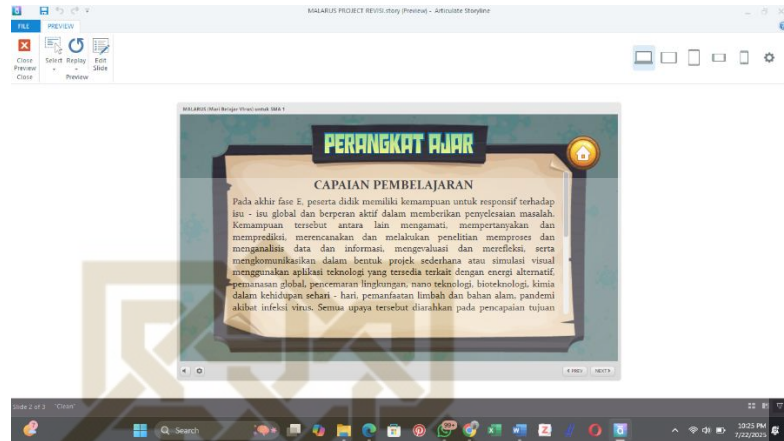 MALARUS PROJECT REVISI.story (Preview) - Articulate Storyline
FILE PREVIEW
Close Preview
Select
Replay
Edit Slide
Close
Preview
MALARUS (Mari Belajar Virus) untuk SMA 1
PERANGKAT AJAR
CAPAIAN PEMBELAJARAN
Pada akhir fase E, peserta didik memiliki kemampuan untuk responsif terhadap
isu - isu global dan berperan aktif dalam memberikan penyelesaian masalah.
Kemampuan tersebut antara lain mengamati, mempertanyakan dan
memprediksi, merencanakan dan melakukan penelitian memproses dan
menganalisis data dan informasi, mengevaluasi dan merefleksi, serta
mengkomunikasikan dalam bentuk projek sederhana atau simulasi visual
menggunakan aplikasi teknologi yang tersedia terkait dengan energi alternatif,
pemanasan global, pencemaran lingkungan, nano teknologi, bioteknologi, kimia
dalam kehidupan sehari - hari, pemanfaatan limbah dan bahan alam, pandemi
akibat infeksi virus. Semua upaya tersebut diarahkan pada pencapaian tujuan
PREV NEXT
Slide 2 of 3 "Clean"
Search
99+
10:25 PM
7/22/2025